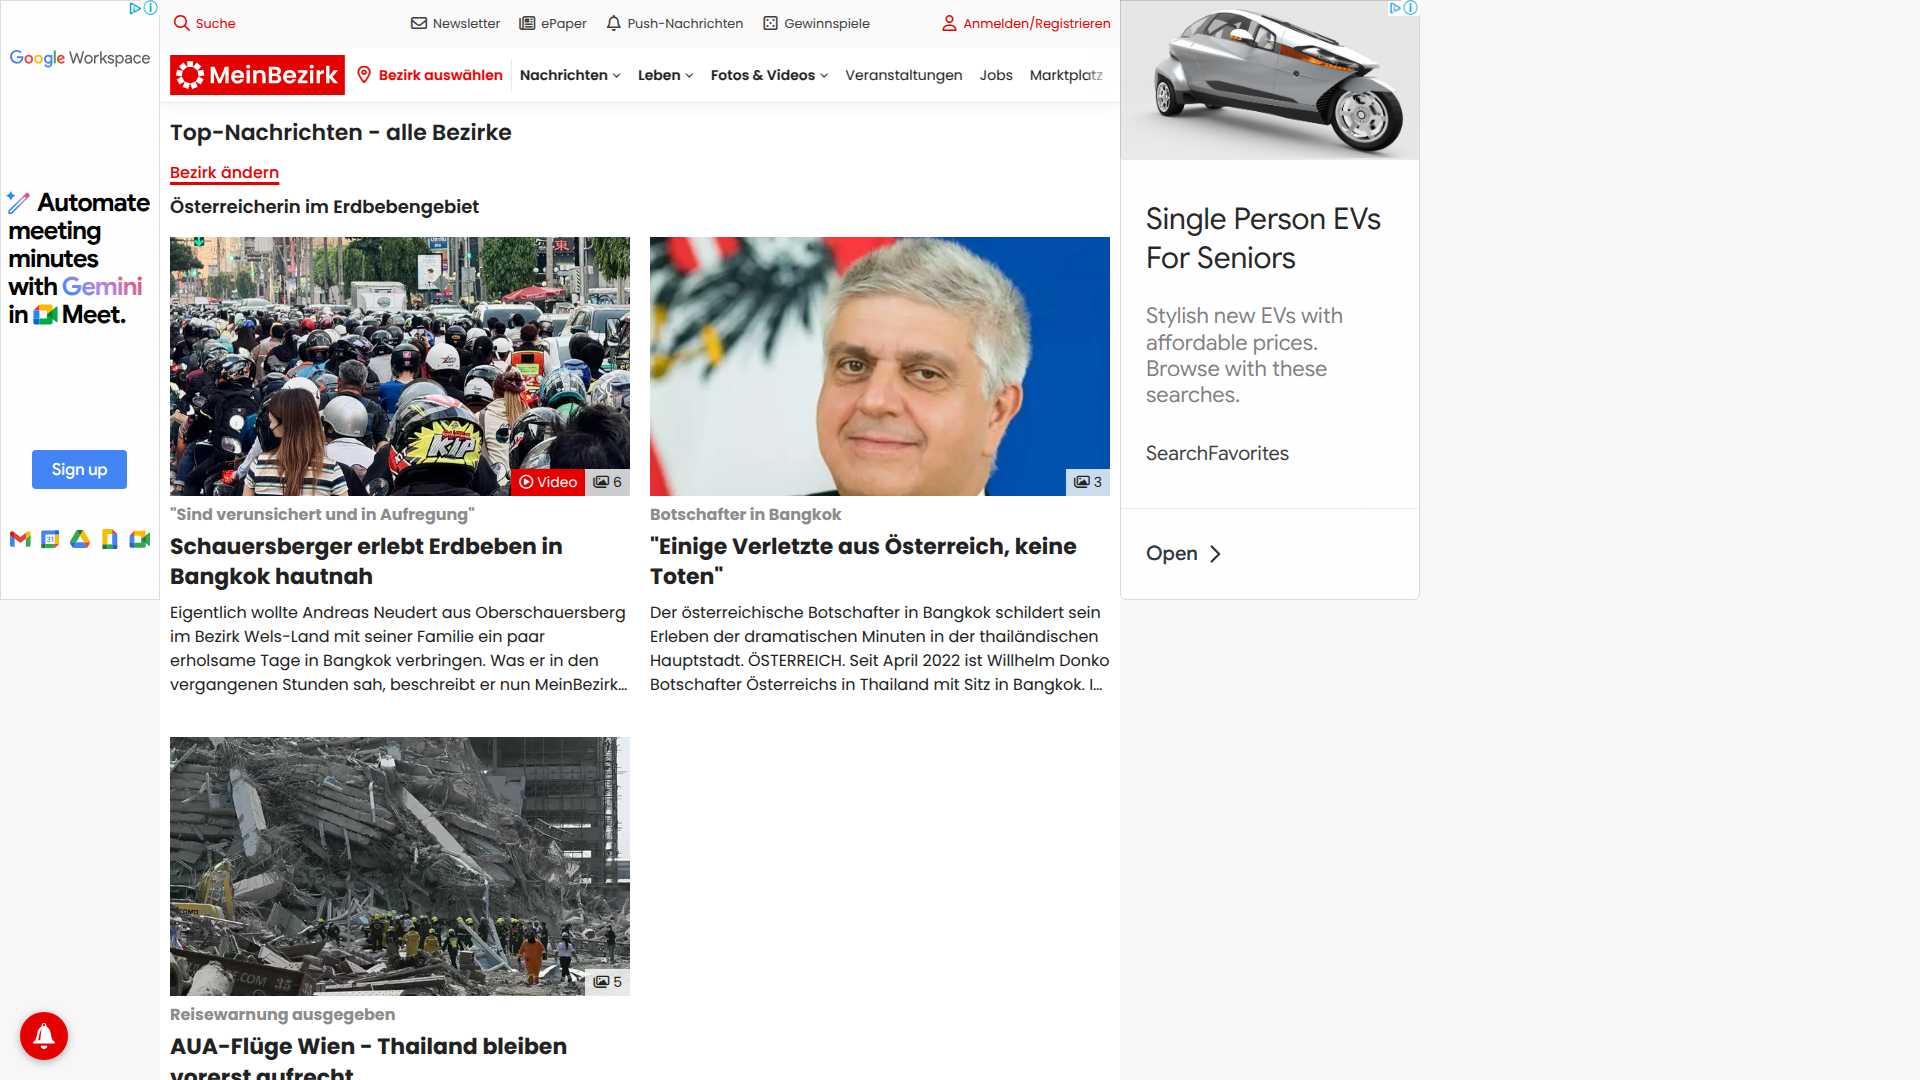 Suche
Newsletter
ePaper
Push-Nachrichten
Gewinnspiele
Anmelden/Registrieren
MeinBezirk
Bezirk auswählen
Nachrichten
Leben
Fotos & Videos
Veranstaltungen
Jobs
Marktplatz
Top-Nachrichten - alle Bezirke
Bezirk ändern
Österreicherin im Erdbebengebiet
KiP
Video
6
"Sind verunsichert und in Aufregung"
Schauersberger erlebt Erdbeben in
Bangkok hautnah
Eigentlich wollte Andreas Neudert aus Oberschauersberg
im Bezirk Wels-Land mit seiner Familie ein paar
erholsame Tage in Bangkok verbringen. Was er in den
vergangenen Stunden sah, beschreibt er nun MeinBezirk...
3
Botschafter in Bangkok
"Einige Verletzte aus Österreich, keine
Toten"
Der österreichische Botschafter in Bangkok schildert sein
Erleben der dramatischen Minuten in der thailändischen
Hauptstadt. ÖSTERREICH. Seit April 2022 ist Willhelm Donko
Botschafter Österreichs in Thailand mit Sitz in Bangkok. I...
.COM 35
5
Reisewarnung ausgegeben
AUA-Flüge Wien - Thailand bleiben
vorerst aufrecht
Google Workspace
Automate
meeting
minutes
with Gemini
in Meet.
Sign up
31
Single Person EVs
For Seniors
Stylish new EVs with
affordable prices.
Browse with these
searches.
SearchFavorites
Open